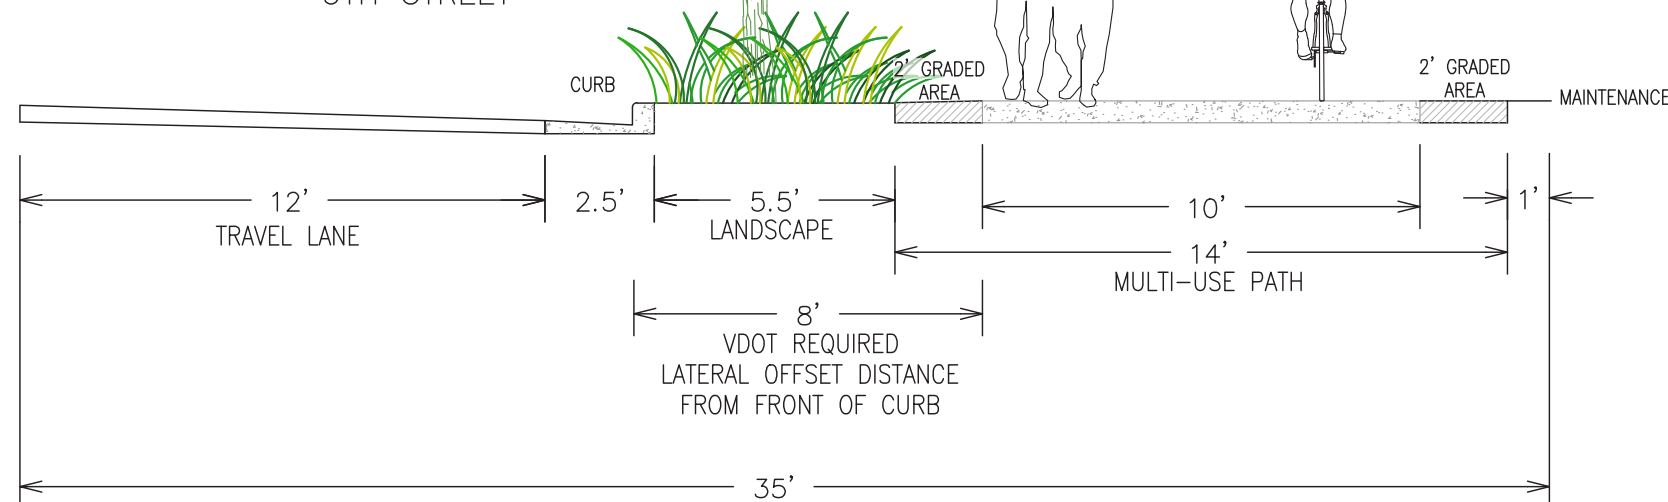 CURB
2' GRADED
AREA
2' GRADED
AREA
MAINTENANCE
12'
TRAVEL LANE
2.5'
5.5'
LANDSCAPE
10'
1'
14'
MULTI-USE PATH
8'
VDOT REQUIRED
LATERAL OFFSET DISTANCE
FROM FRONT OF CURB
35'